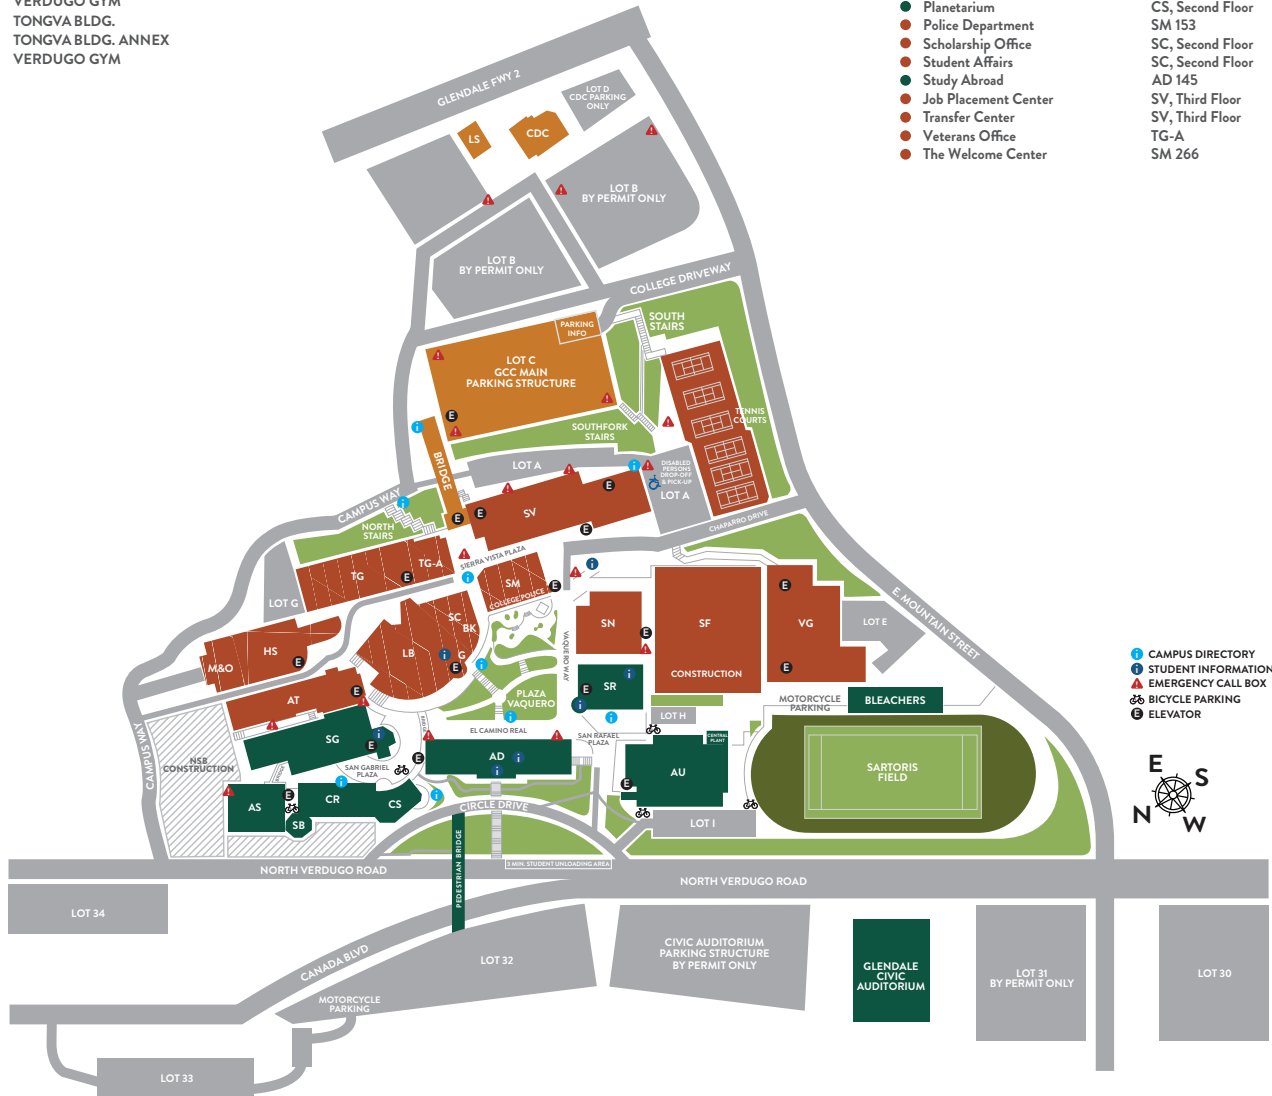 VERDUGO GYM
TONGVA BLDG.
TONGVA BLDG. ANNEX
VERDUGO GYM
Planetarium CS, Second Floor
Police Department SM 153
Scholarship Office SC, Second Floor
Student Affairs SC, Second Floor
Study Abroad AD 145
Job Placement Center SV, Third Floor
Transfer Center SV, Third Floor
Veterans Office TG-A
The Welcome Center SM 266
GLENDALE FWY 2
LOT D
CDC PARKING
ONLY
LS
CDC
LOT B
BY PERMIT ONLY
LOT B
BY PERMIT ONLY
COLLEGE DRIVEWAY
PARKING
INFO
SOUTH
STAIRS
LOT C
GCC MAIN
PARKING STRUCTURE
TENNIS
COURTS
SOUTHFORK
STAIRS
BRIDGE
LOT A
DISABLED
PERSONS
DROP-OFF
& PICK-UP
LOT A
CAMPUS WAY
NORTH
STAIRS
SV
CHAPARRO DRIVE
SIERRA VISTA PLAZA
TG
TG-A
SM
COLLEGE POLICE
LOT G
SC
BK
LB
G
HS
M&O
VAQUERO WAY
SN
SF
CONSTRUCTION
VG
LOT E
E. MOUNTAIN STREET
AT
SR
PLAZA
VAQUERO
MOTORCYCLE
PARKING
BLEACHERS
CAMPUS DIRECTORY
STUDENT INFORMATION
EMERGENCY CALL BOX
BICYCLE PARKING
ELEVATOR
LOT H
EL CAMINO REAL
SAN RAFAEL
PLAZA
CENTRAL
PLANT
BRIDGE
SG
CAMPUS WAY
NSB
CONSTRUCTION
SAN GABRIEL
PLAZA
BRIDGE
AD
AU
SARTORIS
FIELD
E
S
N
W
AS
CR
CS
SB
CIRCLE DRIVE
LOT I
PEDESTRIAN BRIDGE
3 MIN. STUDENT UNLOADING AREA
NORTH VERDUGO ROAD
NORTH VERDUGO ROAD
LOT 34
CANADA BLVD
LOT 32
CIVIC AUDITORIUM
PARKING STRUCTURE
BY PERMIT ONLY
GLENDALE
CIVIC
AUDITORIUM
LOT 31
BY PERMIT ONLY
LOT 30
MOTORCYCLE
PARKING
LOT 33